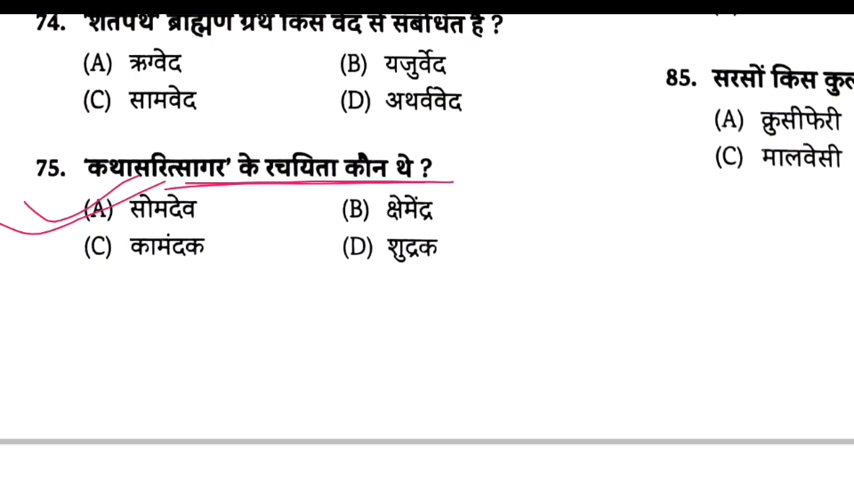 74. 'शतपथ' ब्राह्मण ग्रंथ किस वेद से संबंधित है ?
(A) ऋग्वेद (B) यजुर्वेद
(C) सामवेद (D) अथर्ववेद
75. 'कथासरित्सागर' के रचयिता कौन थे ?
(A) सोमदेव (B) क्षेमेंद्र
(C) कामंदक (D) शुद्रक
85. सरसों किस कुल
(A) क्रुसीफेरी
(C) मालवेसी